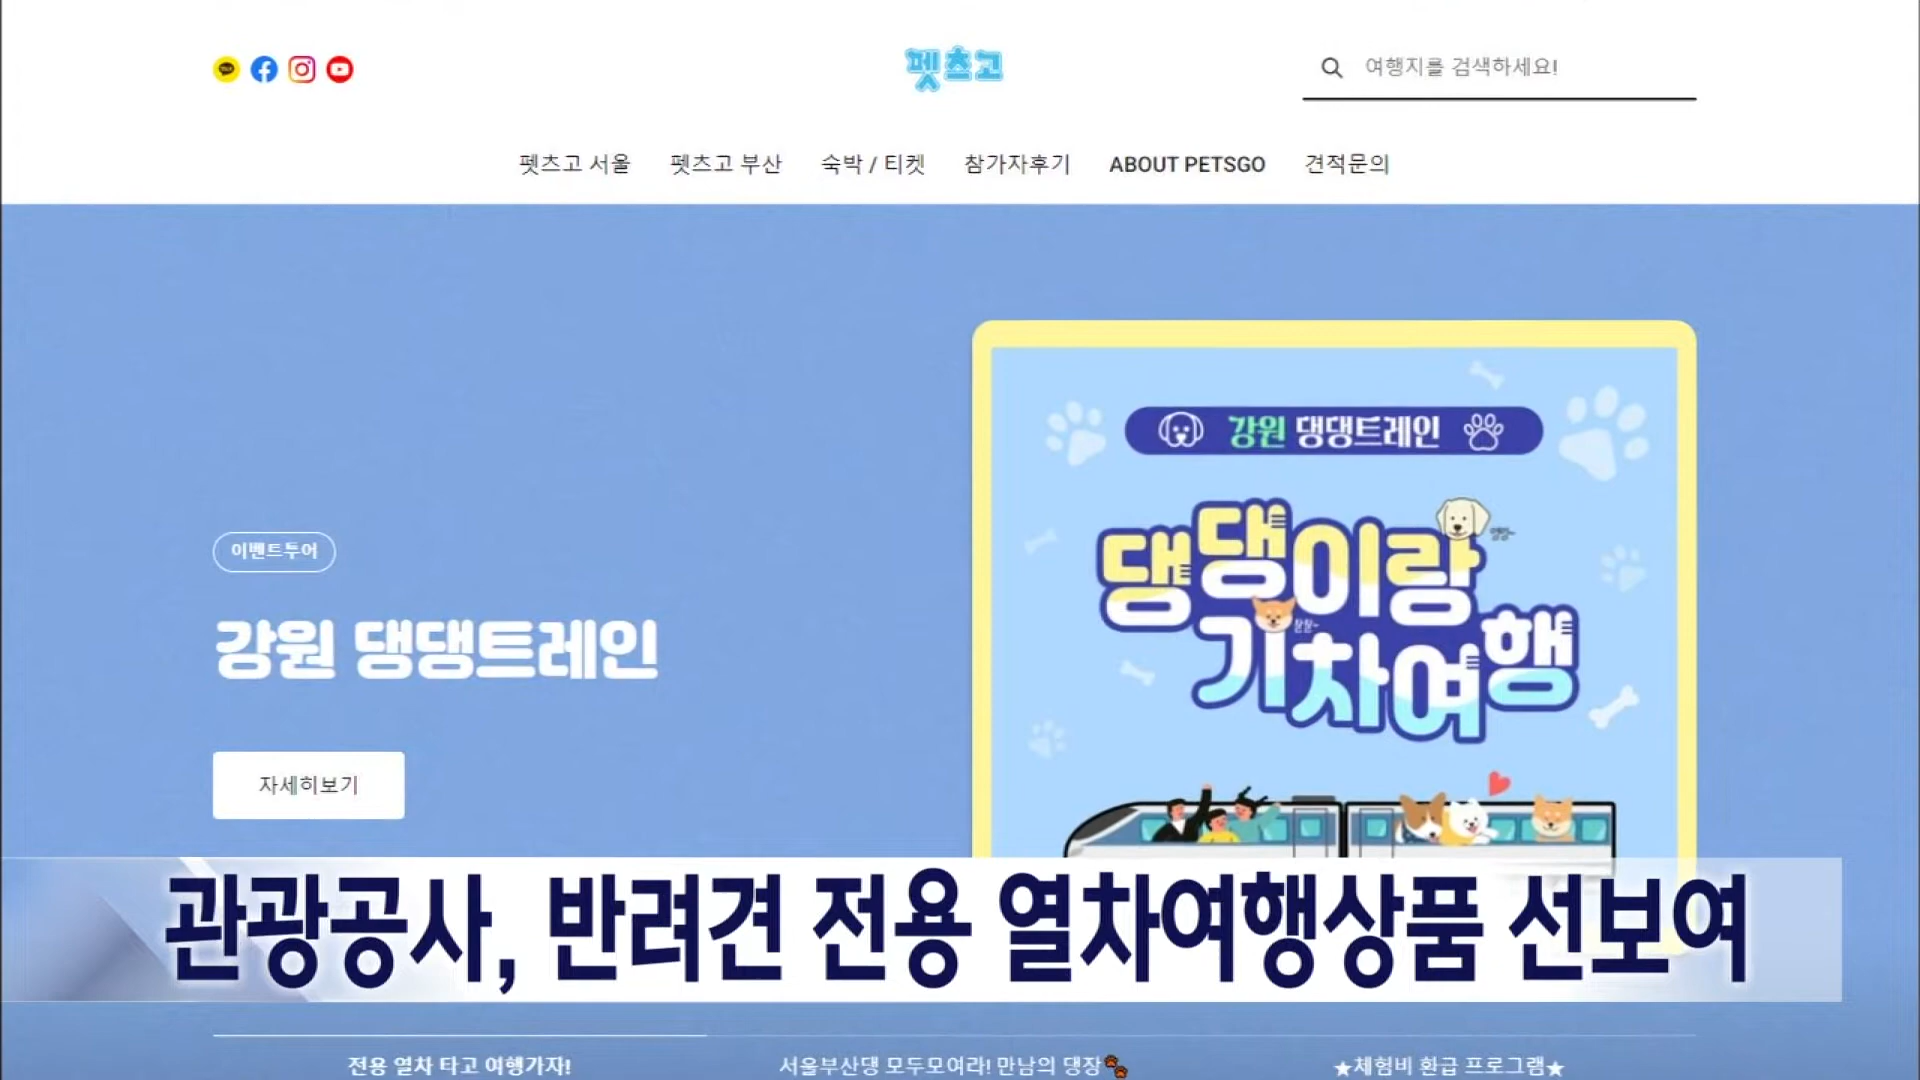 펫츠고
여행지를 검색하세요!
펫츠고 서울 펫츠고 부산 숙박 / 티켓 참가자후기 ABOUT PETSGO 견적문의
이벤트투어
강원 댕댕트레인
자세히보기
강원 댕댕트레인
댕댕이랑
기차여행
관광공사, 반려견 전용 열차여행상품 선보여
전용 열차 타고 여행가자!
서울부산댕 모두모여라! 만남의 댕장
★체험비 환급 프로그램★